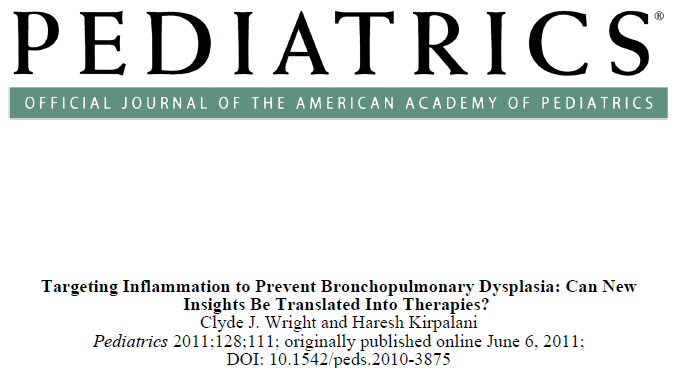 PEDIATRICS®
OFFICIAL JOURNAL OF THE AMERICAN ACADEMY OF PEDIATRICS
Targeting Inflammation to Prevent Bronchopulmonary Dysplasia: Can New
Insights Be Translated Into Therapies?
Clyde J. Wright and Haresh Kirpalani
Pediatrics 2011;128;111; originally published online June 6, 2011;
DOI: 10.1542/peds.2010-3875